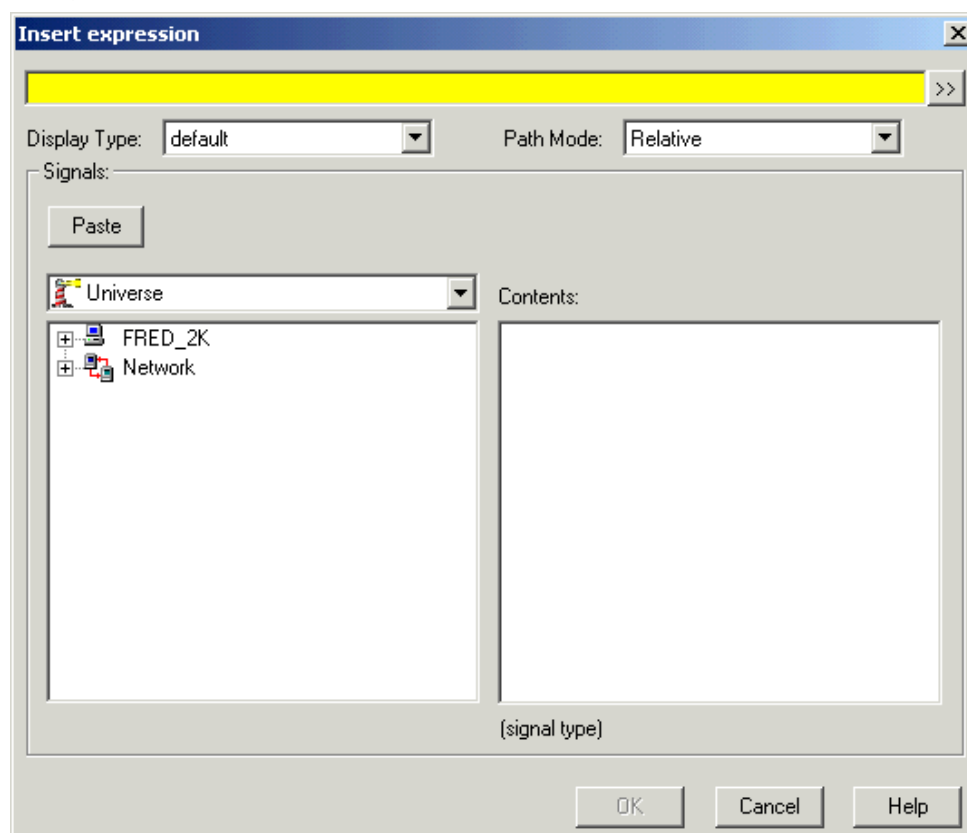 Insert expression
>>
Display Type: default Path Mode: Relative
Signals:
Paste
Universe
Contents:
FRED_2K
Network
(signal type)
OK Cancel Help